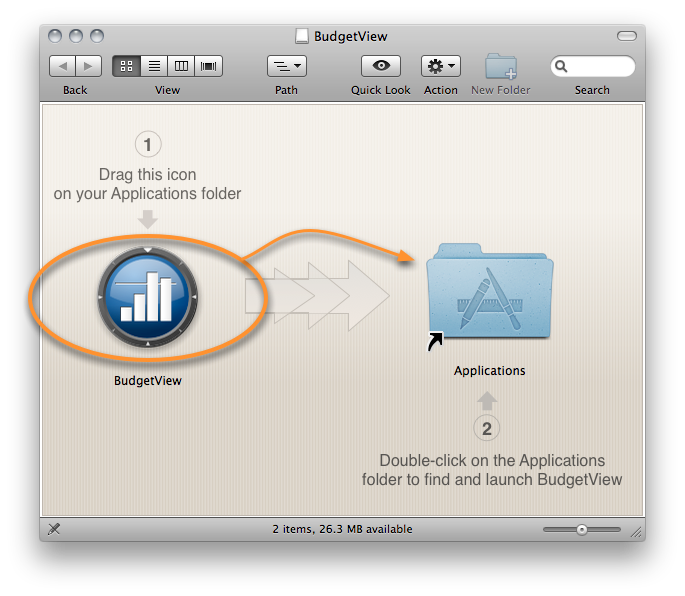 BudgetView
Back
View
Path
Quick Look
Action
New Folder
Search
1
Drag this icon
on your Applications folder
BudgetView
Applications
2
Double-click on the Applications
folder to find and launch BudgetView
2 items, 26.3 MB available